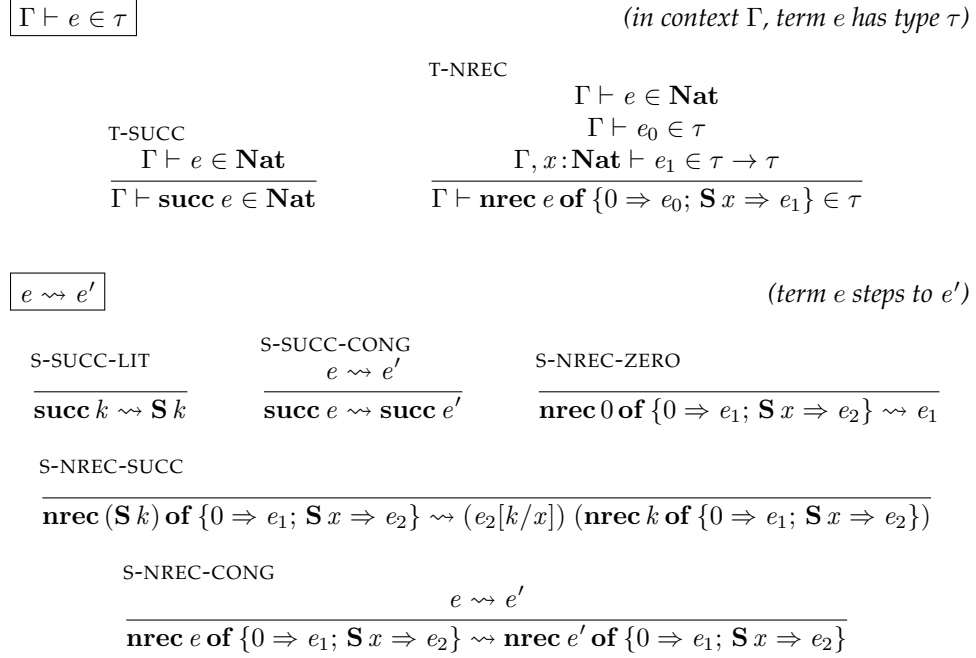 Γ ⊢ e ∈ τ (in context Γ, term e has type τ)
T-SUCC
Γ ⊢ e ∈ Nat
Γ ⊢ succ e ∈ Nat
T-NREC
Γ ⊢ e ∈ Nat
Γ ⊢ e₀ ∈ τ
Γ, x : Nat ⊢ e₁ ∈ τ → τ
Γ ⊢ nrec e of {0 ⇒ e₀; S x ⇒ e₁} ∈ τ
e ⇝ e′ (term e steps to e′)
S-SUCC-LIT
succ k ⇝ S k
S-SUCC-CONG
e ⇝ e′
succ e ⇝ succ e′
S-NREC-ZERO
nrec 0 of {0 ⇒ e₁; S x ⇒ e₂} ⇝ e₁
S-NREC-SUCC
nrec (S k) of {0 ⇒ e₁; S x ⇒ e₂} ⇝ (e₂[k/x]) (nrec k of {0 ⇒ e₁; S x ⇒ e₂})
S-NREC-CONG
e ⇝ e′
nrec e of {0 ⇒ e₁; S x ⇒ e₂} ⇝ nrec e′ of {0 ⇒ e₁; S x ⇒ e₂}